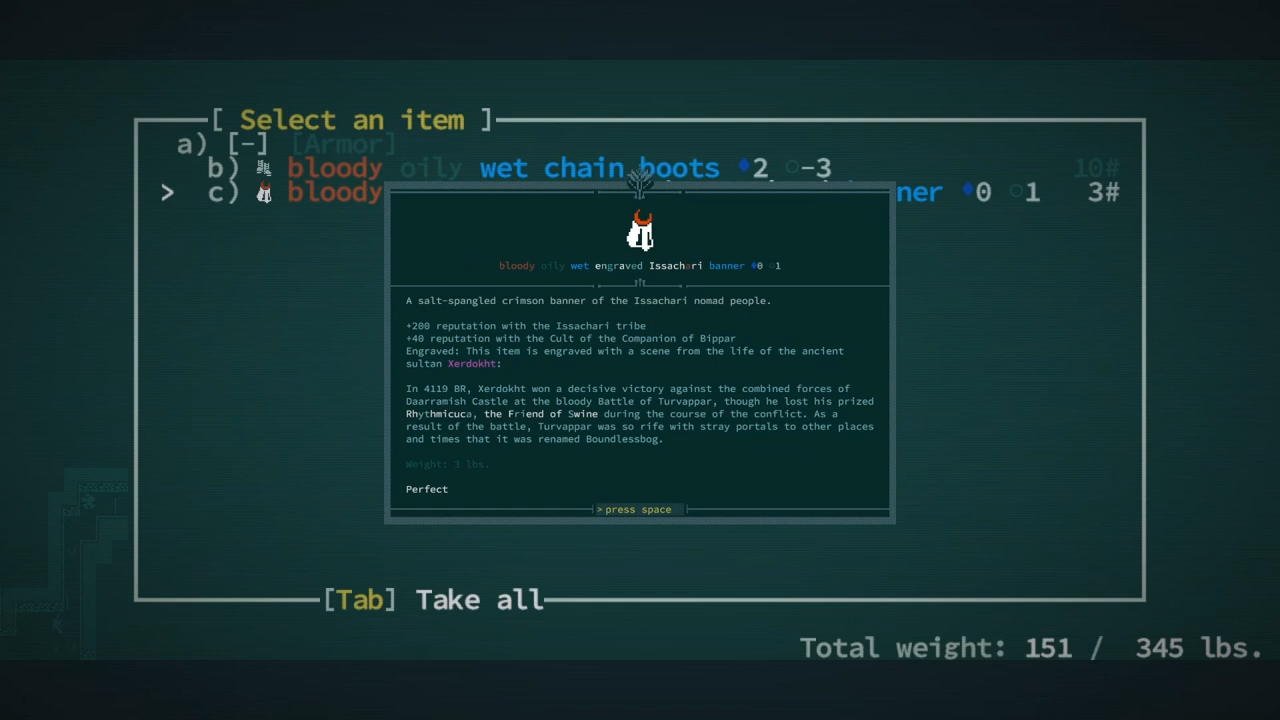 [ Select an item ]
a) [-] [Armor]
b) bloody oily wet chain boots ♦2 ○-3 10#
> c) bloody ner ♦0 ○1 3#
bloody oily wet engraved Issachari banner ♦0 ○1
A salt-spangled crimson banner of the Issachari nomad people.
+200 reputation with the Issachari tribe
+40 reputation with the Cult of the Companion of Bippar
Engraved: This item is engraved with a scene from the life of the ancient
sultan Xerdokht:
In 4119 BR, Xerdokht won a decisive victory against the combined forces of
Daarramish Castle at the bloody Battle of Turvappar, though he lost his prized
Rhythmicuca, the Friend of Swine during the course of the conflict. As a
result of the battle, Turvappar was so rife with stray portals to other places
and times that it was renamed Boundlessbog.
Weight: 3 lbs.
Perfect
>press space
[Tab] Take all
Total weight: 151 / 345 lbs.